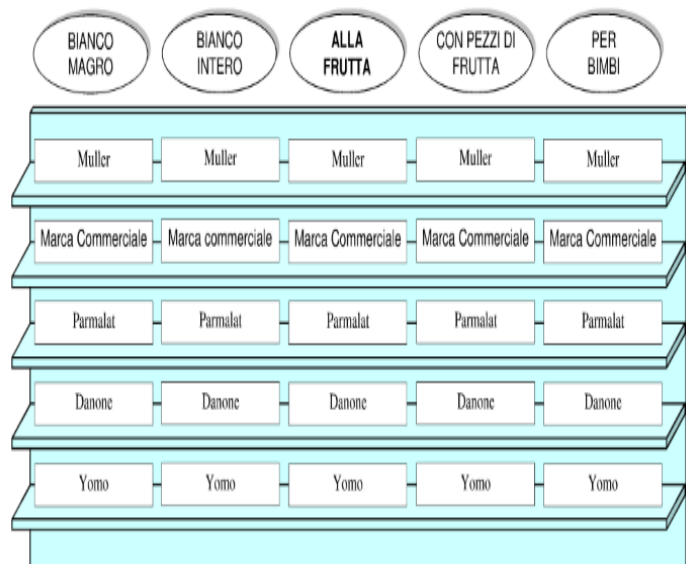 BIANCO MAGRO
BIANCO INTERO
ALLA FRUTTA
CON PEZZI DI FRUTTA
PER BIMBI
Muller Muller Muller Muller Muller
Marca Commerciale Marca commerciale Marca Commerciale Marca Commerciale Marca Commerciale
Parmalat Parmalat Parmalat Parmalat Parmalat
Danone Danone Danone Danone Danone
Yomo Yomo Yomo Yomo Yomo